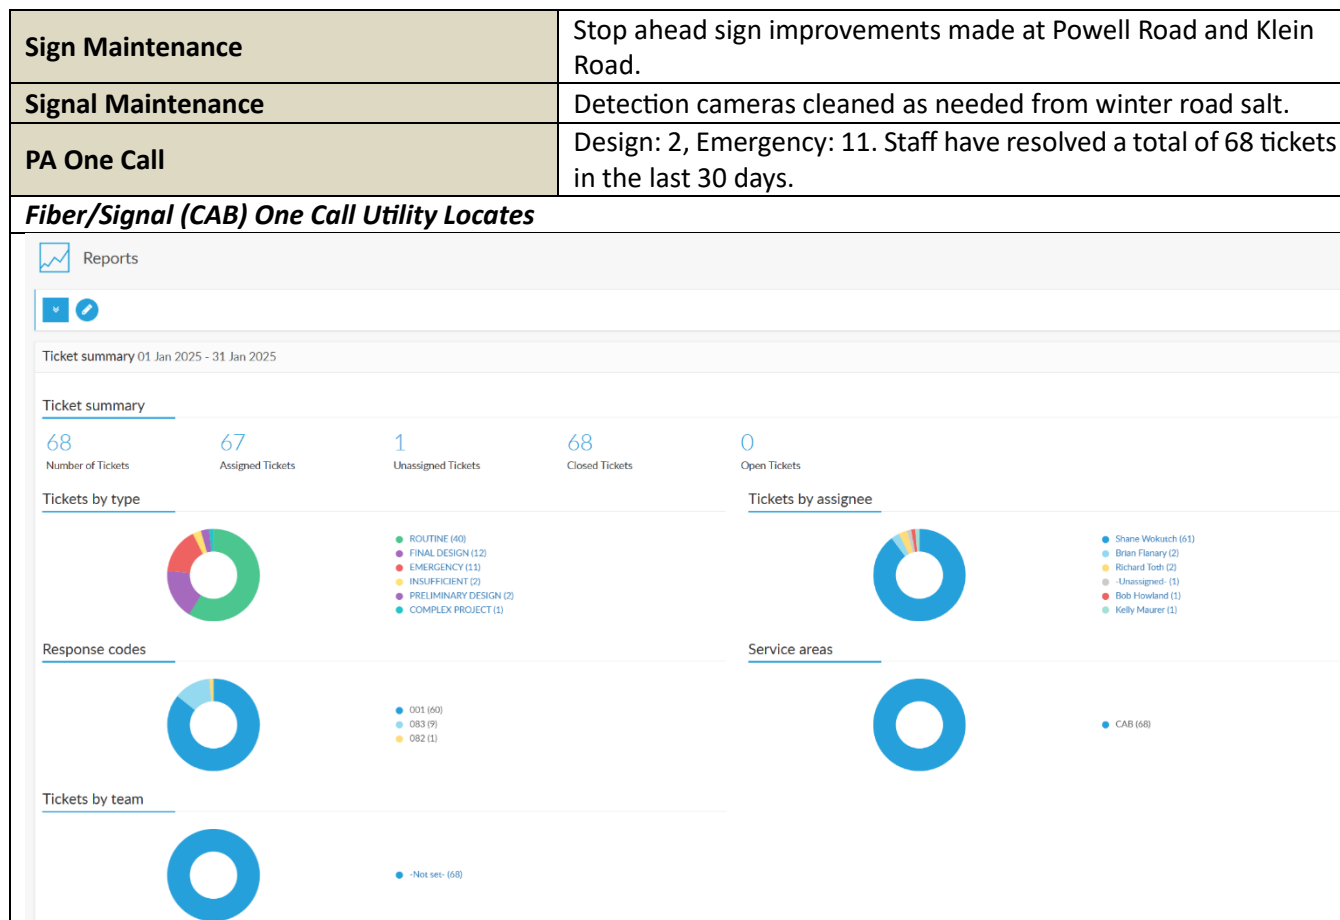 Sign Maintenance
Stop ahead sign improvements made at Powell Road and Klein
Road.
Signal Maintenance
Detection cameras cleaned as needed from winter road salt.
PA One Call
Design: 2, Emergency: 11. Staff have resolved a total of 68 tickets
in the last 30 days.
Fiber/Signal (CAB) One Call Utility Locates
Reports
Ticket summary 01 Jan 2025 - 31 Jan 2025
Ticket summary
68
67
1
68
0
Number of Tickets
Assigned Tickets
Unassigned Tickets
Closed Tickets
Open Tickets
Tickets by type
ROUTINE (40)
FINAL DESIGN (12)
EMERGENCY (11)
INSUFFICIENT (2)
PRELIMINARY DESIGN (2)
COMPLEX PROJECT (1)
Tickets by assignee
Shane Wokutch (61)
Brian Flanary (2)
Richard Toth (2)
-Unassigned- (1)
Bob Howland (1)
Kelly Maurer (1)
Response codes
001 (60)
083 (9)
082 (1)
Service areas
CAB (68)
Tickets by team
-Not set- (68)